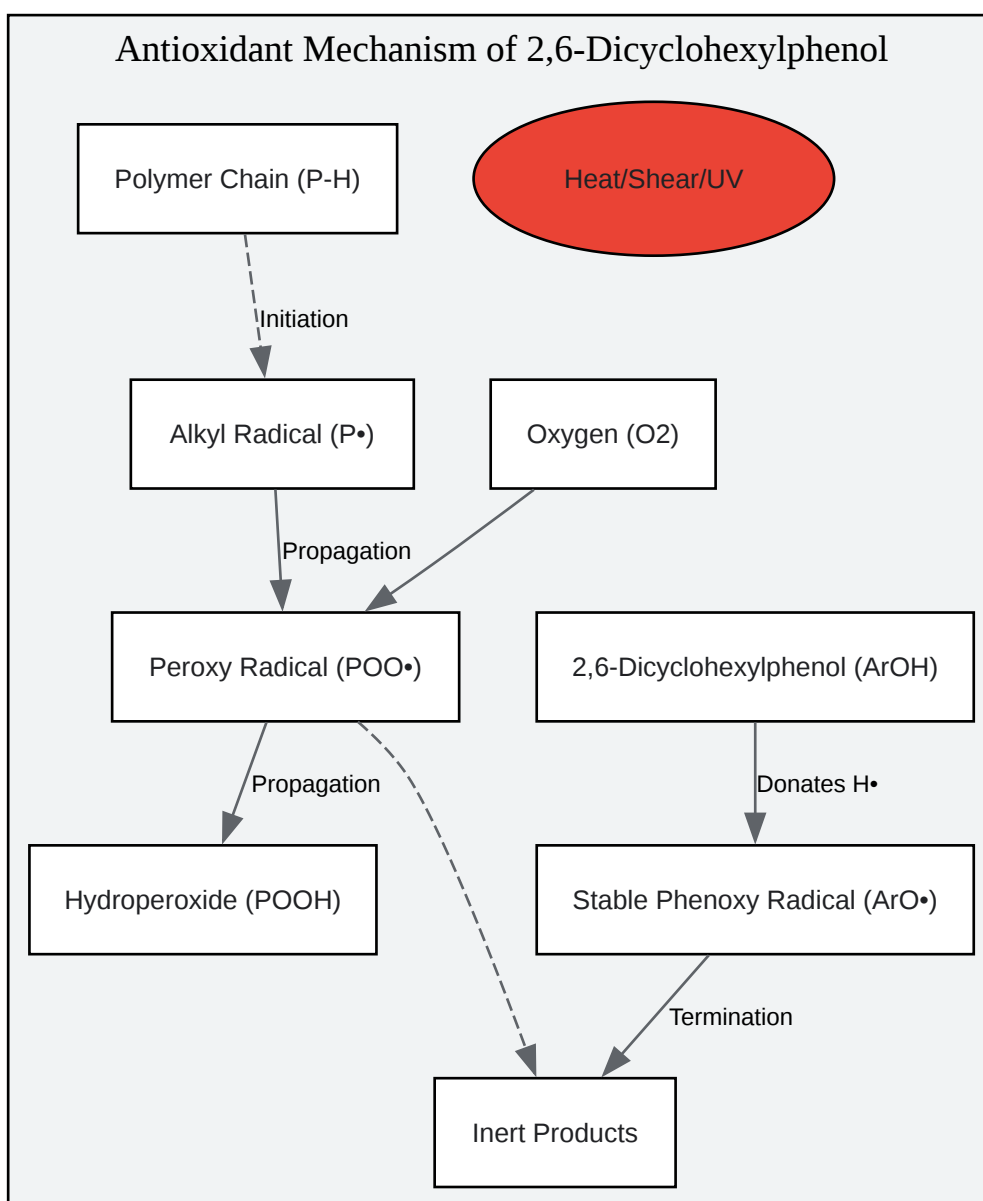 Antioxidant Mechanism of 2,6-Dicyclohexylphenol
Polymer Chain (P-H)
Heat/Shear/UV
Initiation
Alkyl Radical (P•)
Oxygen (O2)
Propagation
Peroxy Radical (POO•)
2,6-Dicyclohexylphenol (ArOH)
Propagation
Donates H•
Hydroperoxide (POOH)
Stable Phenoxy Radical (ArO•)
Termination
Inert Products